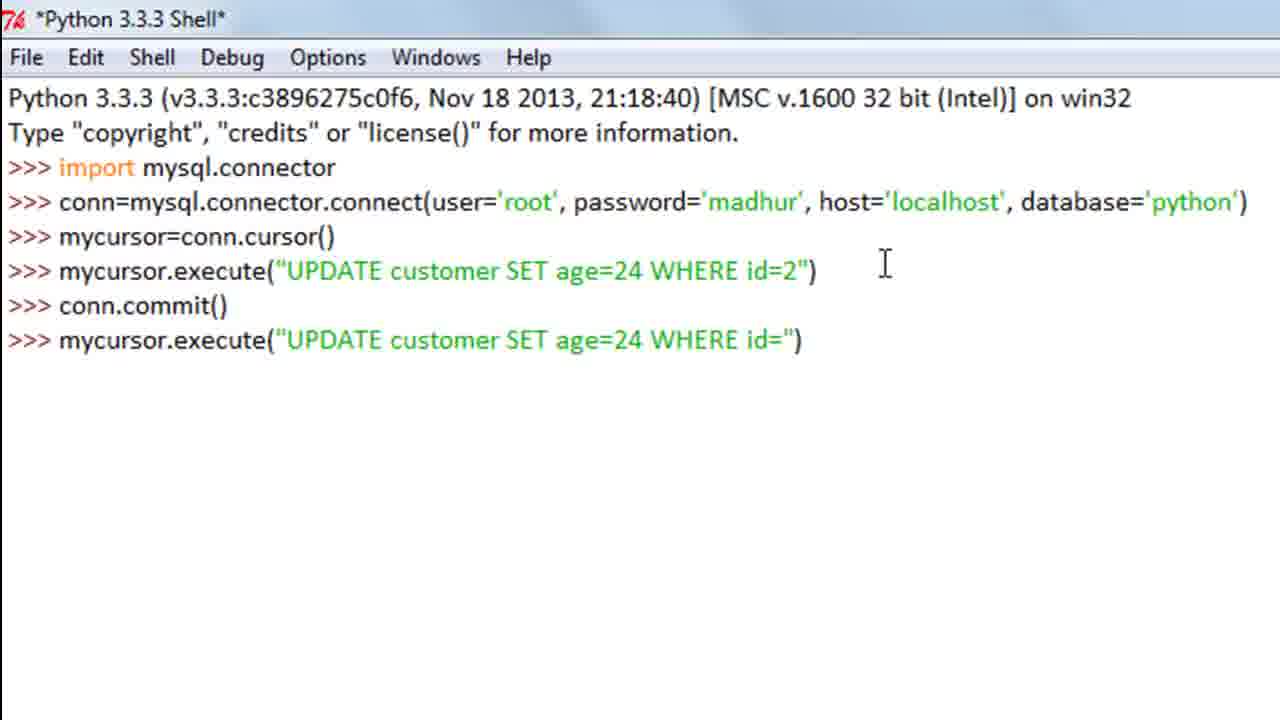 *Python 3.3.3 Shell*
File Edit Shell Debug Options Windows Help
Python 3.3.3 (v3.3.3:c3896275c0f6, Nov 18 2013, 21:18:40) [MSC v.1600 32 bit (Intel)] on win32
Type "copyright", "credits" or "license()" for more information.
>>> import mysql.connector
>>> conn=mysql.connector.connect(user='root', password='madhur', host='localhost', database='python')
>>> mycursor=conn.cursor()
>>> mycursor.execute("UPDATE customer SET age=24 WHERE id=2")
>>> conn.commit()
>>> mycursor.execute("UPDATE customer SET age=24 WHERE id=")